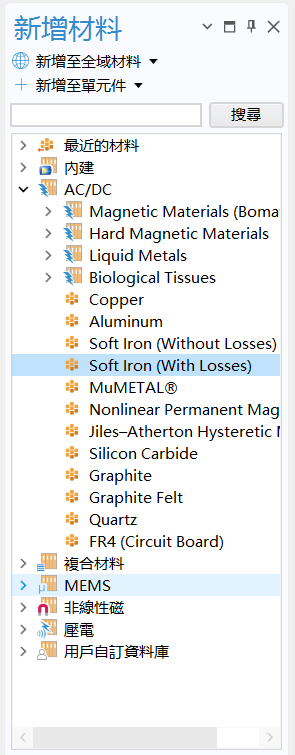 新增材料
新增至全域材料
新增至單元件
搜尋
最近的材料
內建
AC/DC
Magnetic Materials (Boma
Hard Magnetic Materials
Liquid Metals
Biological Tissues
Copper
Aluminum
Soft Iron (Without Losses)
Soft Iron (With Losses)
MuMETAL®
Nonlinear Permanent Mag
Jiles–Atherton Hysteretic
Silicon Carbide
Graphite
Graphite Felt
Quartz
FR4 (Circuit Board)
複合材料
MEMS
非線性磁
壓電
用戶自訂資料庫